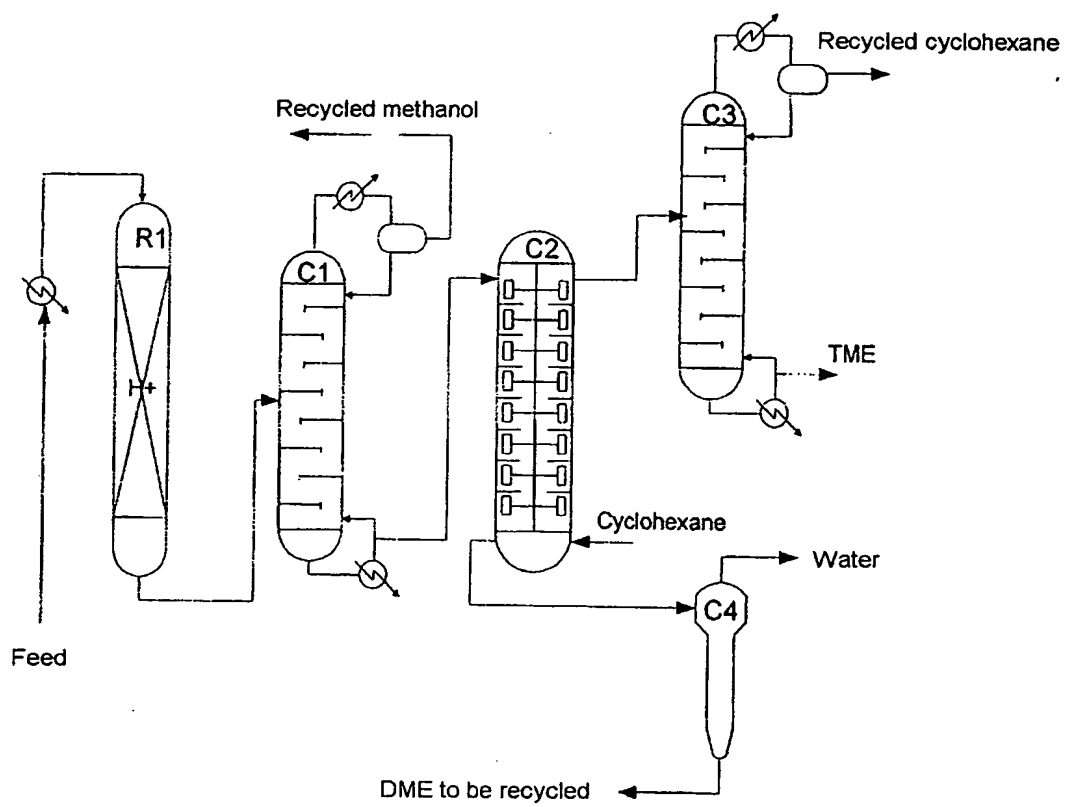 Recycled cyclohexane
C3
Recycled methanol
R1
C1
C2
TME
Cyclohexane
Water
C4
Feed
DME to be recycled